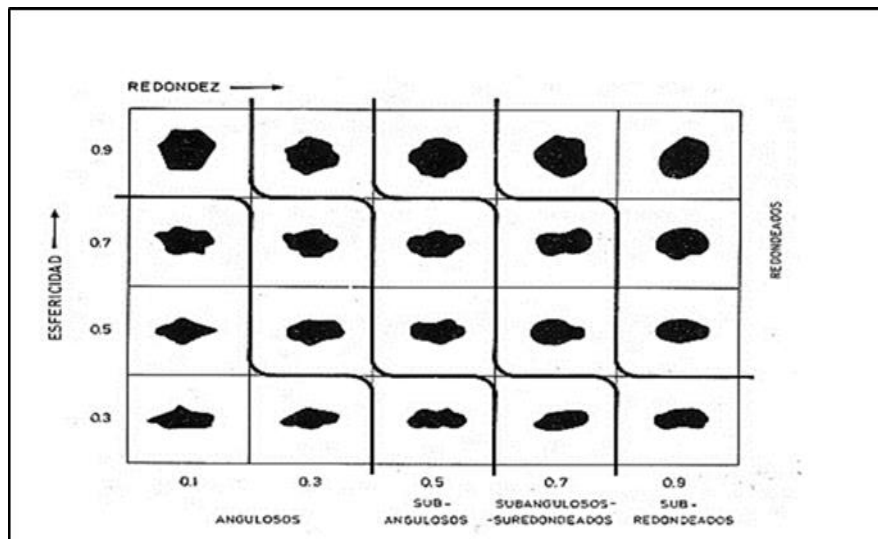 REDONDEZ
0.9
0.7
0.5
0.3
ESFERICIDAD
REDONDEADOS
0.1 0.3 0.5 0.7 0.9
ANGULOSOS
SUB-
ANGULOSOS
SUBANGULOSOS-
-SUREDONDEADOS
SUB-
REDONDEADOS